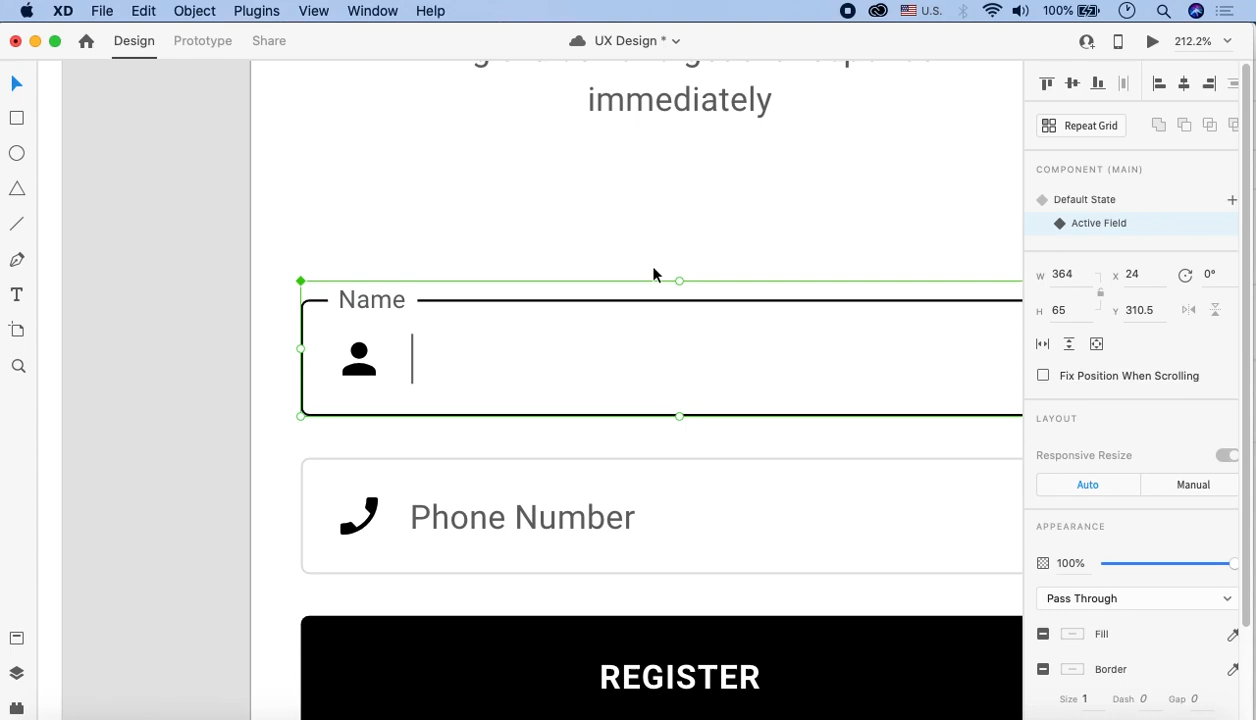 XD File Edit Object Plugins View Window Help U.S. 100%
Design Prototype Share UX Design * 212.2%
immediately
Repeat Grid
COMPONENT (MAIN)
Default State
Active Field
W 364 X 24 0°
H 65 Y 310.5
Fix Position When Scrolling
LAYOUT
Responsive Resize
Auto Manual
APPEARANCE
100%
Pass Through
Fill
Border
Size 1 Dash 0 Gap 0
T
Name
Phone Number
REGISTER